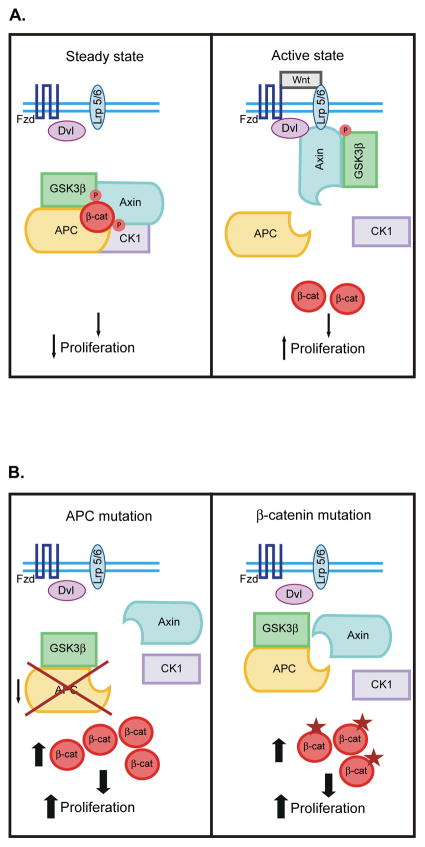 A.
Steady state
Fzd
Lrp 5/6
Dvl
GSK3β
P
Axin
β-cat
P
APC
CK1
Proliferation
Active state
Wnt
Fzd
Lrp 5/6
Dvl
P
Axin
GSK3β
APC
CK1
β-cat
β-cat
Proliferation
B.
APC mutation
Fzd
Lrp 5/6
Dvl
Axin
GSK3β
CK1
APC
β-cat
β-cat
β-cat
β-cat
Proliferation
β-catenin mutation
Fzd
Lrp 5/6
Dvl
GSK3β
Axin
APC
CK1
β-cat
β-cat
β-cat
Proliferation